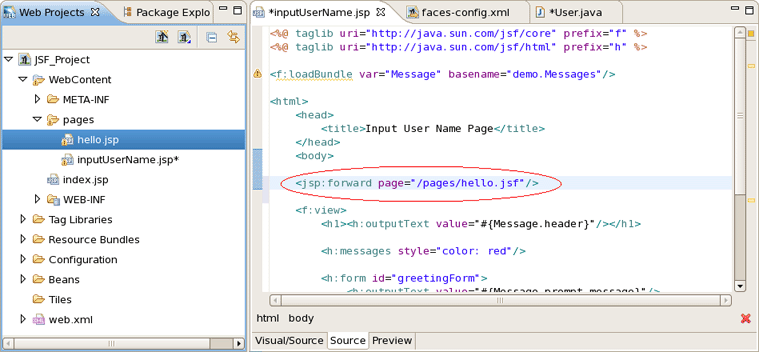 Web Projects
Package Explo
JSF_Project
WebContent
META-INF
pages
hello.jsp
inputUserName.jsp*
index.jsp
WEB-INF
Tag Libraries
Resource Bundles
Configuration
Beans
Tiles
web.xml
*inputUserName.jsp
faces-config.xml
*User.java
<%@ taglib uri="http://java.sun.com/jsf/core" prefix="f" %>
<%@ taglib uri="http://java.sun.com/jsf/html" prefix="h" %>
<f:loadBundle var="Message" basename="demo.Messages"/>
<html>
<head>
<title>Input User Name Page</title>
</head>
<body>
<jsp:forward page="/pages/hello.jsf"/>
<f:view>
<h1><h:outputText value="#{Message.header}"/></h1>
<h:messages style="color: red"/>
<h:form id="greetingForm">
<h:outputText value="#{Message.prompt_message}"/>
html body
Visual/Source Source Preview